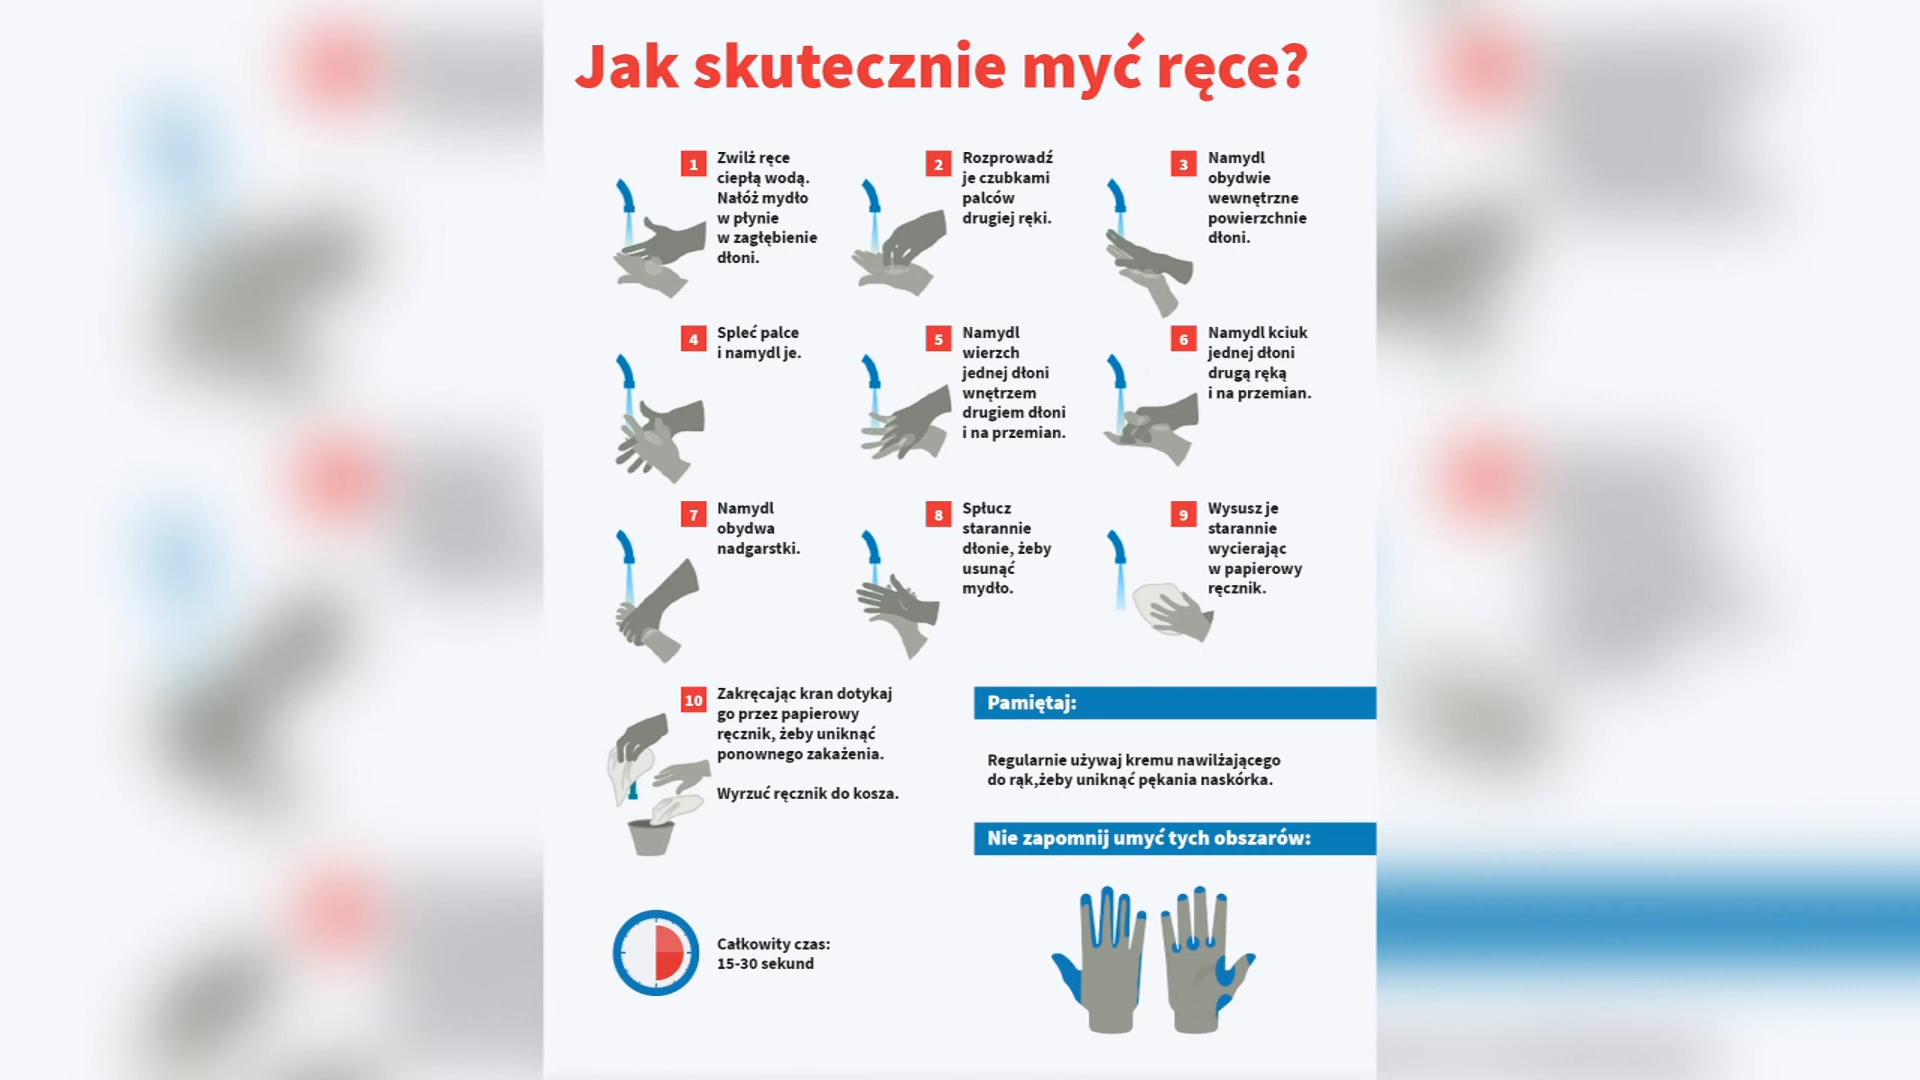 Jak skutecznie myć ręce?
1
Zwilż ręce
ciepłą wodą.
Nałóż mydło
w płynie
w zagłębienie
dłoni.
2
Rozprowadź
je czubkami
palców
drugiej ręki.
3
Namydl
obydwie
wewnętrzne
powierzchnie
dłoni.
4
Spleć palce
i namydl je.
5
Namydl
wierzch
jednej dłoni
wnętrzem
drugiem dłoni
i na przemian.
6
Namydl kciuk
jednej dłoni
drugą ręką
i na przemian.
7
Namydl
obydwa
nadgarstki.
8
Spłucz
starannie
dłonie, żeby
usunąć
mydło.
9
Wysusz je
starannie
wycierając
w papierowy
ręcznik.
10
Zakręcając kran dotykaj
go przez papierowy
ręcznik, żeby uniknąć
ponownego zakażenia.
Wyrzuć ręcznik do kosza.
Pamiętaj:
Regularnie używaj kremu nawilżającego
do rąk,żeby uniknąć pękania naskórka.
Nie zapomnij umyć tych obszarów:
Całkowity czas:
15-30 sekund